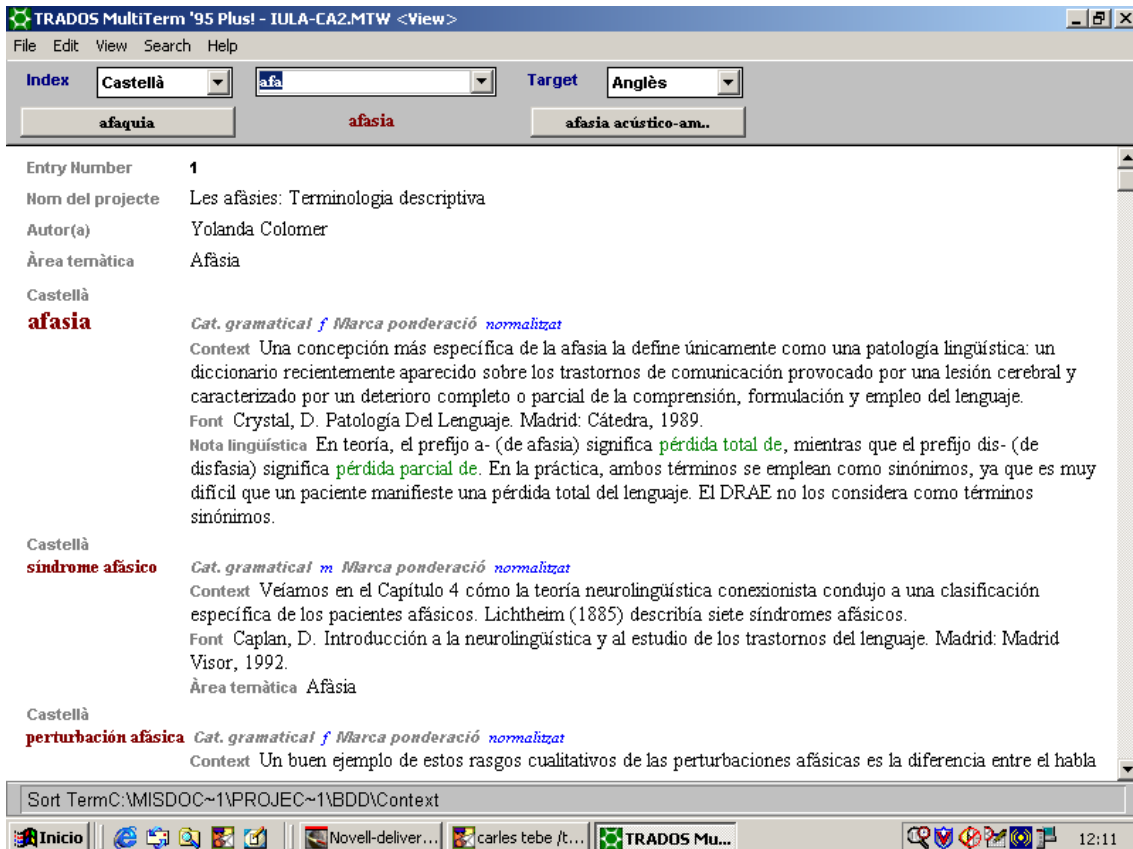 TRADOS MultiTerm '95 Plus! - IULA-CA2.MTW <View>
File Edit View Search Help
Index Castellà afa Target Anglès
afaquia afasia afasia acústico-am..
Entry Number 1
Nom del projecte Les afàsies: Terminologia descriptiva
Autor(a) Yolanda Colomer
Àrea temàtica Afàsia
Castellà
afasia Cat. gramatical f Marca ponderació normalitzat
Context Una concepción más específica de la afasia la define únicamente como una patología lingüística: un
diccionario recientemente aparecido sobre los trastornos de comunicación provocado por una lesión cerebral y
caracterizado por un deterioro completo o parcial de la comprensión, formulación y empleo del lenguaje.
Font Crystal, D. Patología Del Lenguaje. Madrid: Cátedra, 1989.
Nota lingüística En teoría, el prefijo a- (de afasia) significa pérdida total de, mientras que el prefijo dis- (de
disfasia) significa pérdida parcial de. En la práctica, ambos términos se emplean como sinónimos, ya que es muy
difícil que un paciente manifieste una pérdida total del lenguaje. El DRAE no los considera como términos
sinónimos.
Castellà
síndrome afásico Cat. gramatical m Marca ponderació normalitzat
Context Veíamos en el Capítulo 4 cómo la teoría neurolingüística conexionista condujo a una clasificación
específica de los pacientes afásicos. Lichtheim (1885) describía siete síndromes afásicos.
Font Caplan, D. Introducción a la neurolingüística y al estudio de los trastornos del lenguaje. Madrid: Madrid
Visor, 1992.
Àrea temàtica Afàsia
Castellà
perturbación afásica Cat. gramatical f Marca ponderació normalitzat
Context Un buen ejemplo de estos rasgos cualitativos de las perturbaciones afásicas es la diferencia entre el habla
Sort TermC:\MISDOC~1\PROJEC~1\BDD\Context
Inicio Novell-deliver... carles tebe /t... TRADOS Mu... 12:11